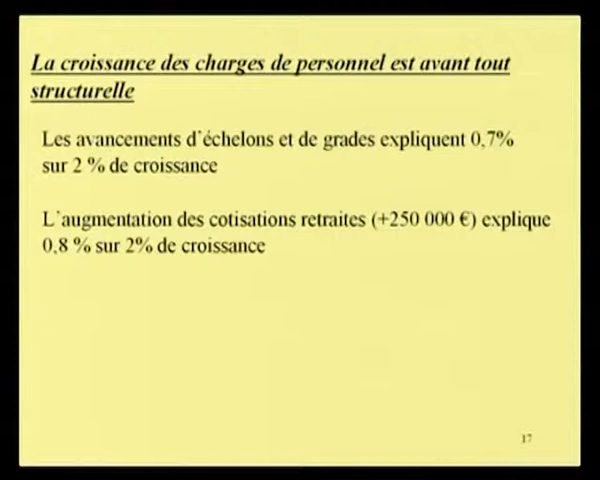 La croissance des charges de personnel est avant tout
structurelle
Les avancements d'échelons et de grades expliquent 0,7%
sur 2 % de croissance
L'augmentation des cotisations retraites (+250 000 €) explique
0,8 % sur 2% de croissance
17